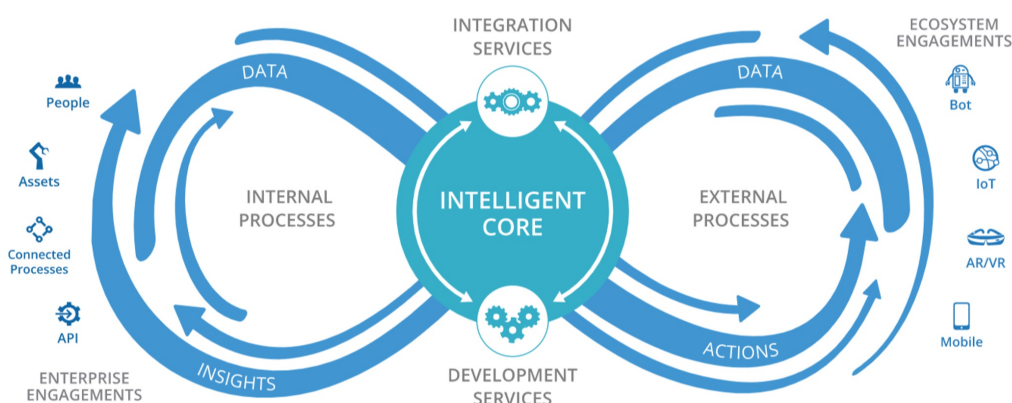 INTEGRATION
SERVICES
ECOSYSTEM
ENGAGEMENTS
DATA
DATA
People
Bot
Assets
IoT
INTERNAL
PROCESSES
INTELLIGENT
CORE
EXTERNAL
PROCESSES
Connected
Processes
AR/VR
API
Mobile
INSIGHTS
ACTIONS
ENTERPRISE
ENGAGEMENTS
DEVELOPMENT
SERVICES